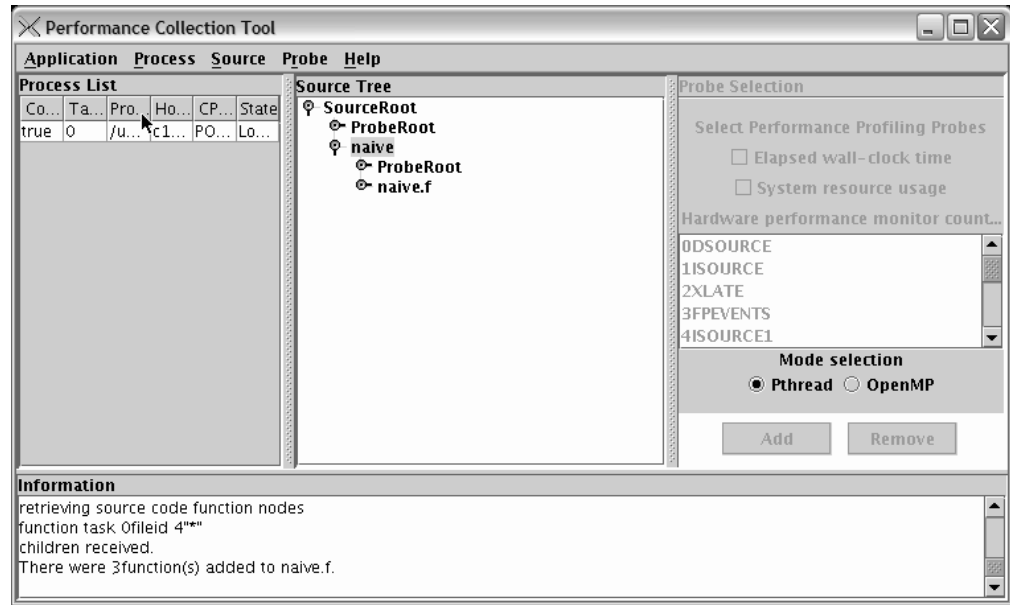 Performance Collection Tool
Application Process Source Probe Help
Process List
Co... Ta... Pro... Ho... CP... State
true 0 /u... c1... PO... Lo...
Source Tree
SourceRoot
ProbeRoot
naive
ProbeRoot
naive.f
Probe Selection
Select Performance Profiling Probes
Elapsed wall-clock time
System resource usage
Hardware performance monitor count...
0DSOURCE
1ISOURCE
2XLATE
3FPEVENTS
4ISOURCE1
Mode selection
Pthread OpenMP
Add Remove
Information
retrieving source code function nodes
function task 0fileid 4"*"
children received.
There were 3function(s) added to naive.f.